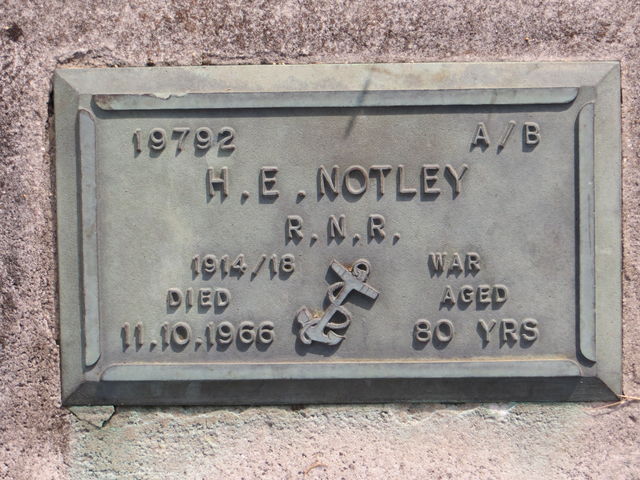 19792 A/B
H.E. NOTLEY
R.N.R.
1914/18 WAR
DIED AGED
11.10.1966 80 YRS